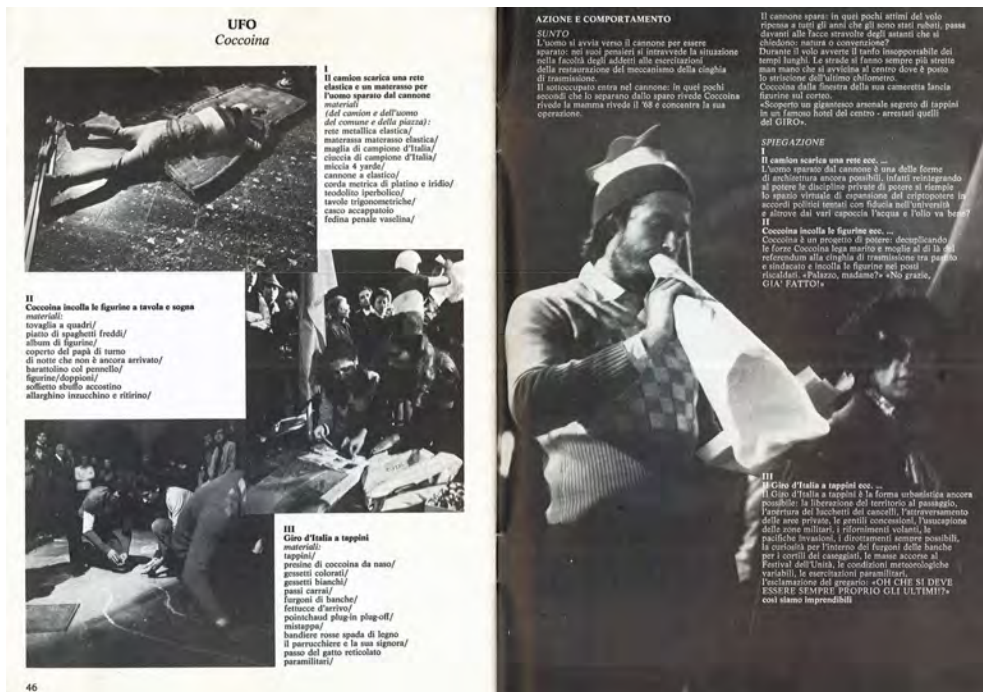 UFO
Coccoina
I
Il camion scarica una rete
elastica e un materasso per
l'uomo sparato dal cannone
materiali
(del camion e dell'uomo
del comune e della piazza):
rete metallica elastica/
materassa materasso elastica/
maglia di campione d'Italia/
ciuccia di campione d'Italia/
miccia 4 yarde/
cannone a elastico/
corda metrica di platino e iridio/
teodolito iperbolico/
tavole trigonometriche/
casco accappatoio
fedina penale vaselina/
II
Coccoina incolla le figurine a tavola e sogna
materiali:
tovaglia a quadri/
piatto di spaghetti freddi/
album di figurine/
coperto del papà di turno
di notte che non è ancora arrivato/
barattolino col pennello/
figurine/doppioni/
soffietto sbuffo accostino
allarghino inzucchino e ritirino/
III
Giro d'Italia a tappini
materiali:
tappini/
presine di coccoina da naso/
gessetti colorati/
gessetti bianchi/
passi carrai/
furgoni di banche/
fettucce d'arrivo/
pointchaud plug-in plug-off/
mistappa/
bandiere rosse spada di legno
il parrucchiere e la sua signora/
passo del gatto reticolato
paramilitari/
46
AZIONE E COMPORTAMENTO
SUNTO
L'uomo si avvia verso il cannone per essere
sparato: nei suoi pensieri si intravvede la situazione
nella facoltà degli addetti alle esercitazioni
della restaurazione del meccanismo della cinghia
di trasmissione.
Il sottoccupato entra nel cannone: in quei pochi
secondi che lo separano dallo sparo rivede Coccoina
rivede la mamma rivede il '68 e concentra la sua
operazione.
Il cannone spara: in quei pochi attimi del volo
ripensa a tutti gli anni che gli sono stati rubati, passa
davanti alle facce stravolte degli astanti che si
chiedono: natura o convenzione?
Durante il volo avverte il tanfo insopportabile dei
tempi lunghi. Le strade si fanno sempre più strette
man mano che si avvicina al centro dove è posto
lo striscione dell'ultimo chilometro.
Coccoina dalla finestra della sua cameretta lancia
figurine sul corteo.
«Scoperto un gigantesco arsenale segreto di tappini
in un famoso hotel del centro - arrestati quelli
del GIRO».
SPIEGAZIONE
I
Il camion scarica una rete ecc. ...
L'uomo sparato dal cannone è una delle forme
di architettura ancora possibili, infatti reintegrando
al potere le discipline private di potere si riempie
lo spazio virtuale di espansione del criptopotere in
accordi politici tentati con fiducia nell'università
e altrove dai vari capoccia l'acqua e l'olio va bene?
II
Coccoina incolla le figurine ecc. ...
Coccoina è un progetto di potere: decuplicando
le forze Coccoina lega marito e moglie al di là del
referendum alla cinghia di trasmissione tra partito
e sindacato e incolla le figurine nei posti
riscaldati. «Palazzo, madame?» «No grazie,
GIA' FATTO!»
III
Il Giro d'Italia a tappini ecc. ...
Il Giro d'Italia a tappini è la forma urbanistica ancora
possibile: la liberazione del territorio al passaggio,
l'apertura dei lucchetti dei cancelli, l'attraversamento
delle aree private, le gentili concessioni, l'usucapione
delle zone militari, i rifornimenti volanti, le
pacifiche invasioni, i dirottamenti sempre possibili,
la curiosità per l'interno dei furgoni delle banche
per i cortili dei caseggiati, le masse accorse al
Festival dell'Unità, le condizioni meteorologiche
variabili, le esercitazioni paramilitari,
l'esclamazione del gregario: «OH CHE SI DEVE
ESSERE SEMPRE PROPRIO GLI ULTIMI!?»
così siamo imprendibili